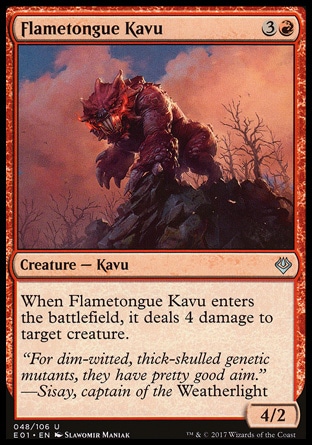 Flametongue Kavu 3
Creature — Kavu
When Flametongue Kavu enters
the battlefield, it deals 4 damage to
target creature.
“For dim-witted, thick-skulled genetic
mutants, they have pretty good aim.”
—Sisay, captain of the Weatherlight
4/2
048/106 U
E01 • EN Slawomir Maniak
™ & © 2017 Wizards of the Coast